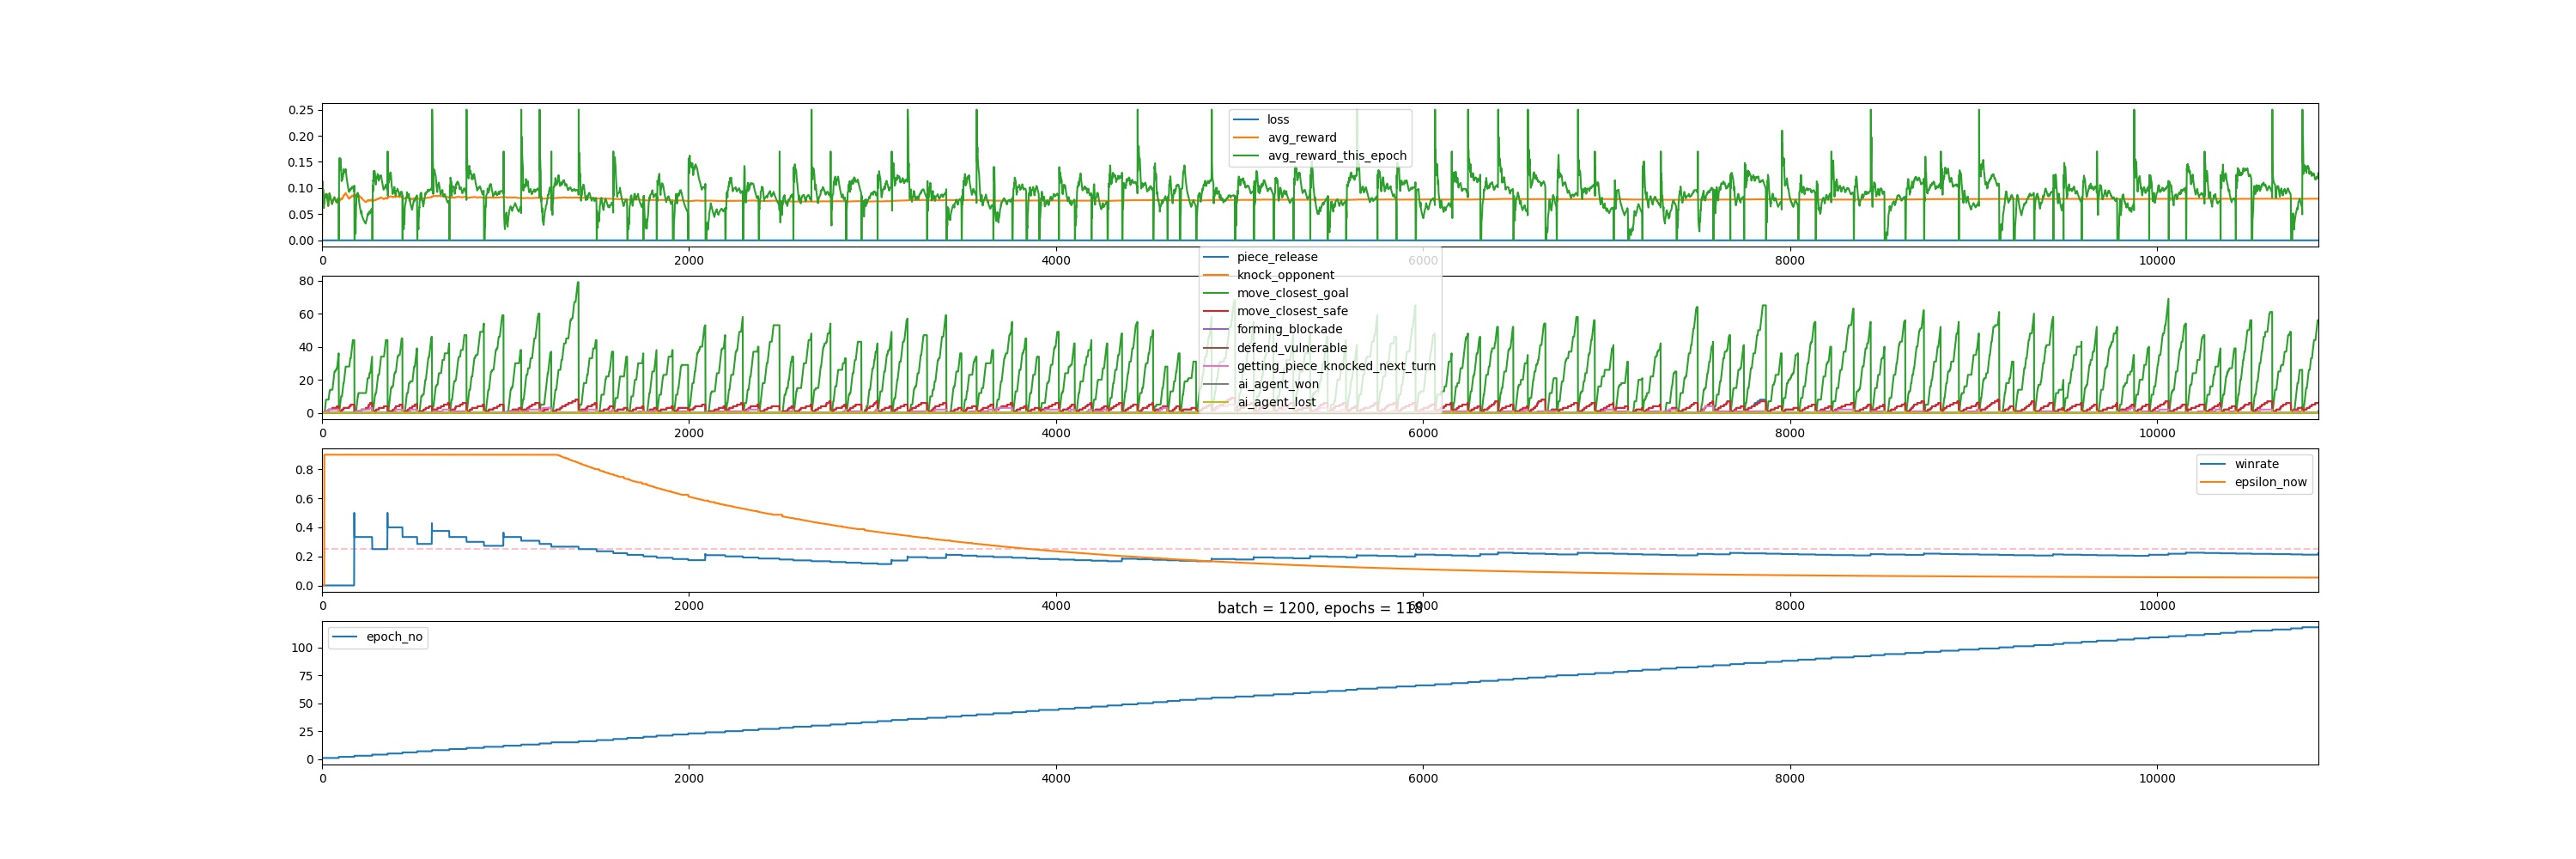 0.25
0.20
0.15
0.10
0.05
0.00
loss
avg_reward
avg_reward_this_epoch
0 2000 4000 6000 8000 10000
80
60
40
20
0
piece_release
knock_opponent
move_closest_goal
move_closest_safe
forming_blockade
defend_vulnerable
getting_piece_knocked_next_turn
ai_agent_won
ai_agent_lost
0 2000 4000 6000 8000 10000
0.8
0.6
0.4
0.2
0.0
winrate
epsilon_now
0 2000 4000 6000 8000 10000
batch = 1200, epochs = 118
100
75
50
25
0
epoch_no
0 2000 4000 6000 8000 10000